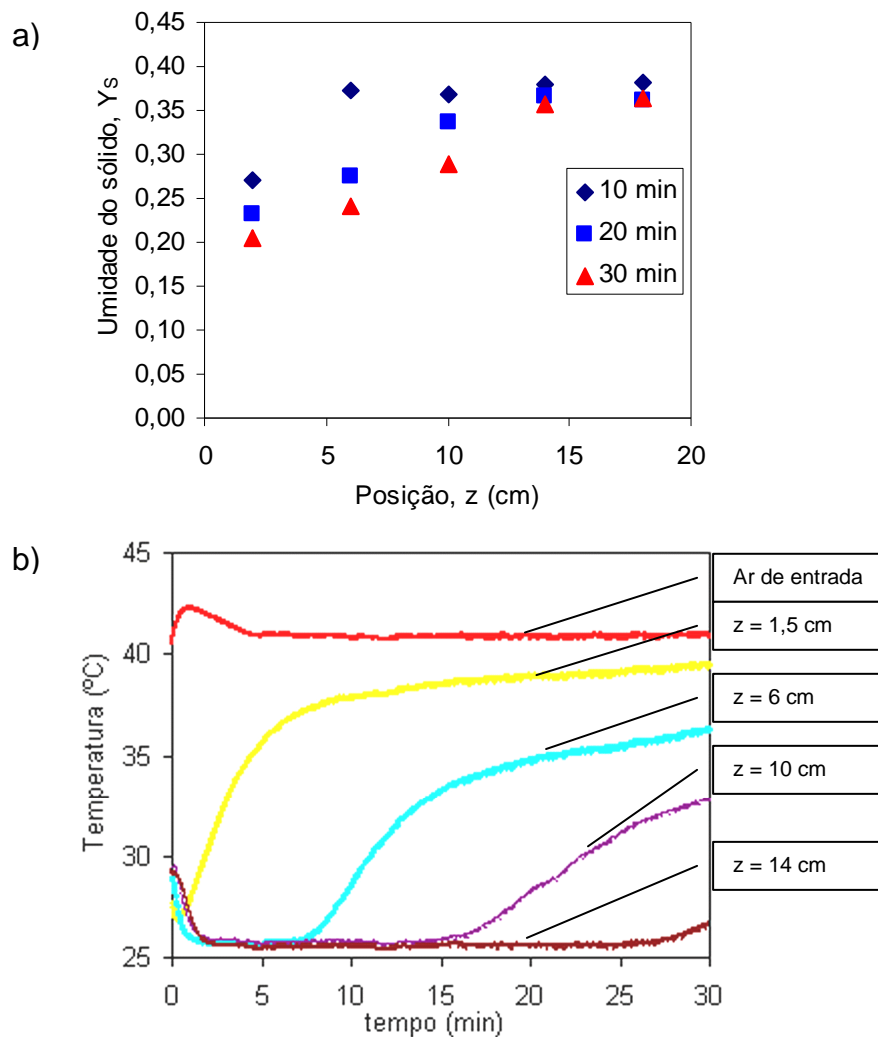 a)
Umidade do sólido, Ys
0,45
0,40
0,35
0,30
0,25
0,20
0,15
0,10
0,05
0,00
0 5 10 15 20
Posição, z (cm)
10 min
20 min
30 min
b)
Temperatura (ºC)
45
40
35
30
25
0 5 10 15 20 25 30
tempo (min)
Ar de entrada
z = 1,5 cm
z = 6 cm
z = 10 cm
z = 14 cm